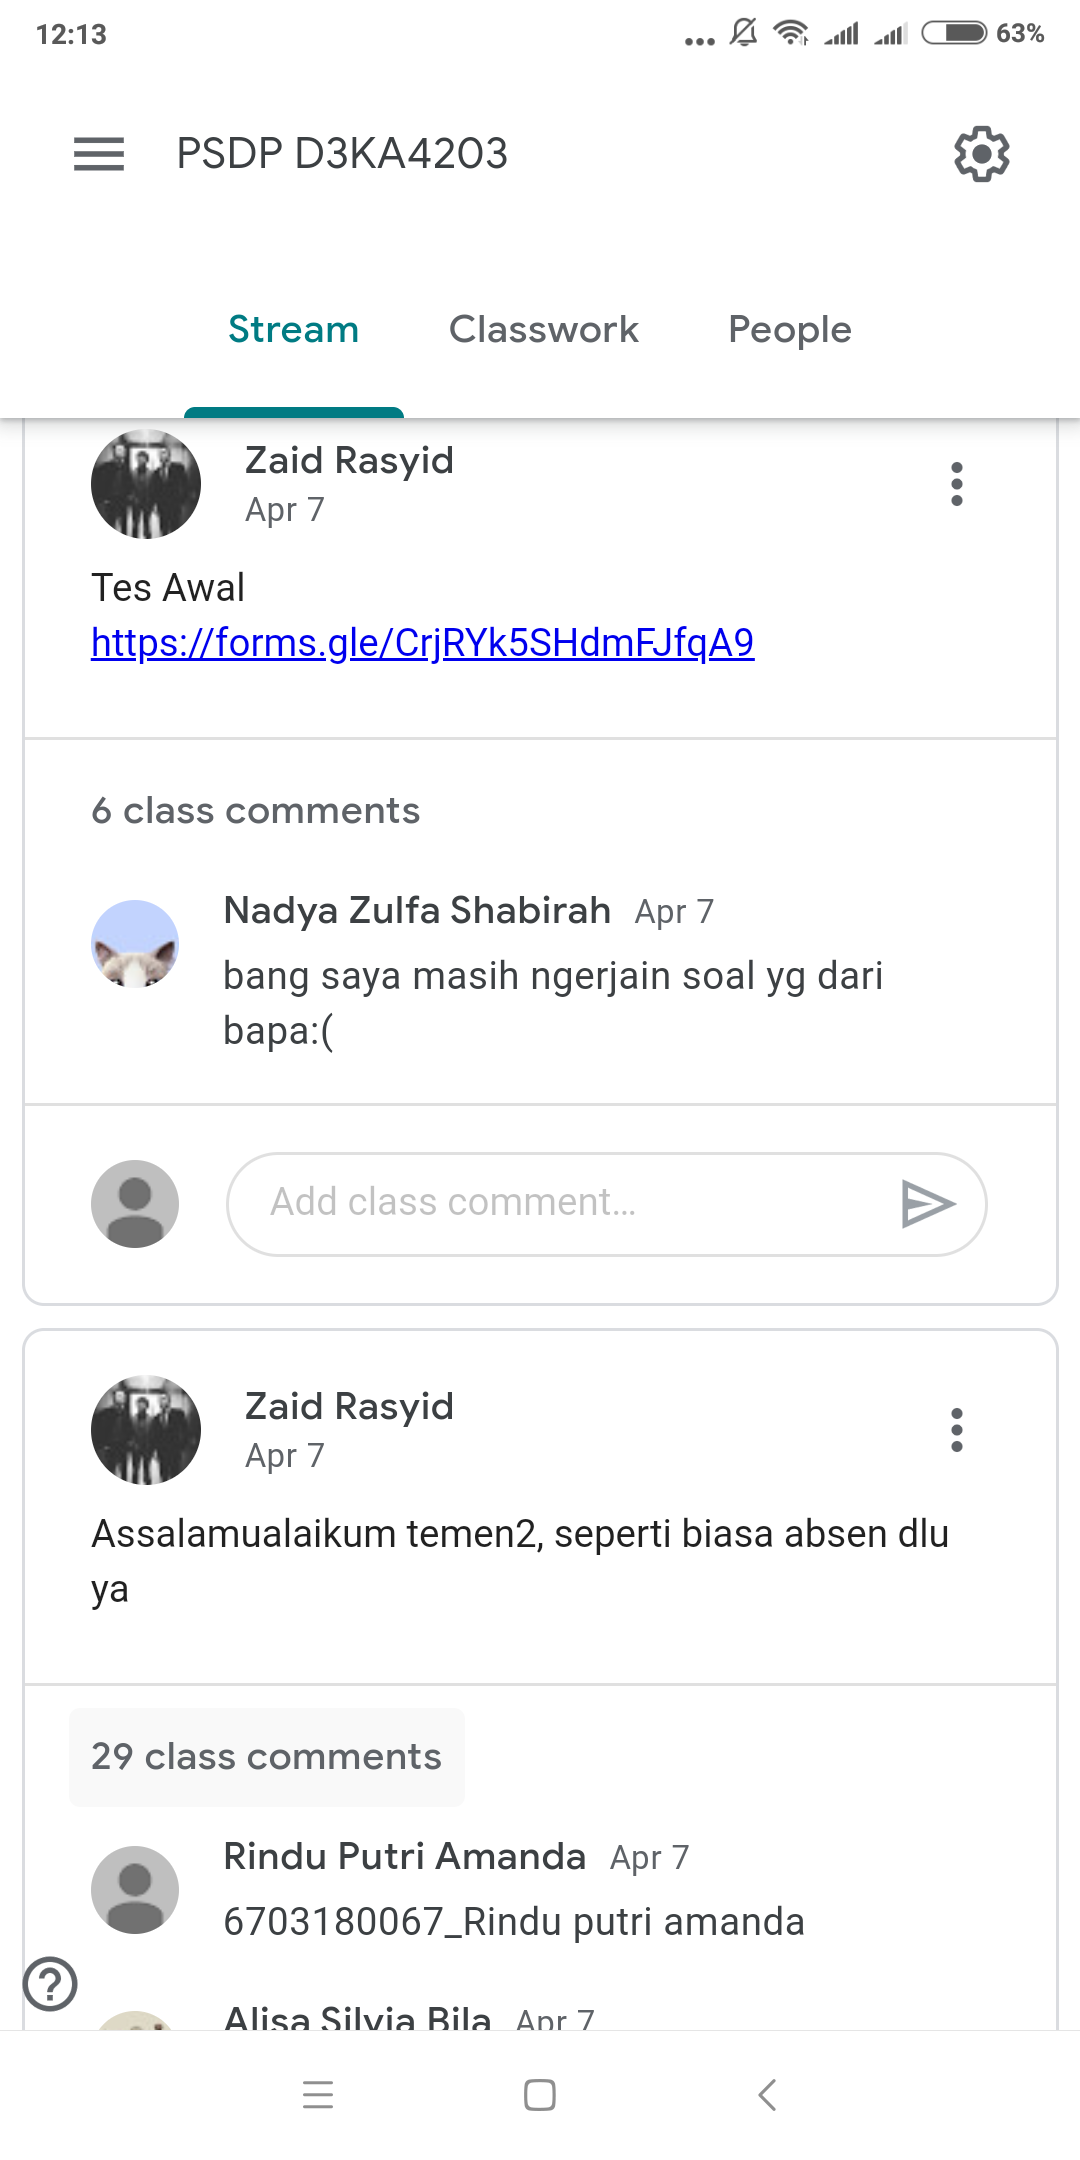 12:13
63%
PSDP D3KA4203
Stream Classwork People
Zaid Rasyid
Apr 7
Tes Awal
https://forms.gle/CrjRYk5SHdmFJfqA9
6 class comments
Nadya Zulfa Shabirah Apr 7
bang saya masih ngerjain soal yg dari
bapa:(
Add class comment...
Zaid Rasyid
Apr 7
Assalamualaikum temen2, seperti biasa absen dlu
ya
29 class comments
Rindu Putri Amanda Apr 7
6703180067_Rindu putri amanda
Alisa Silvia Bila Apr 7